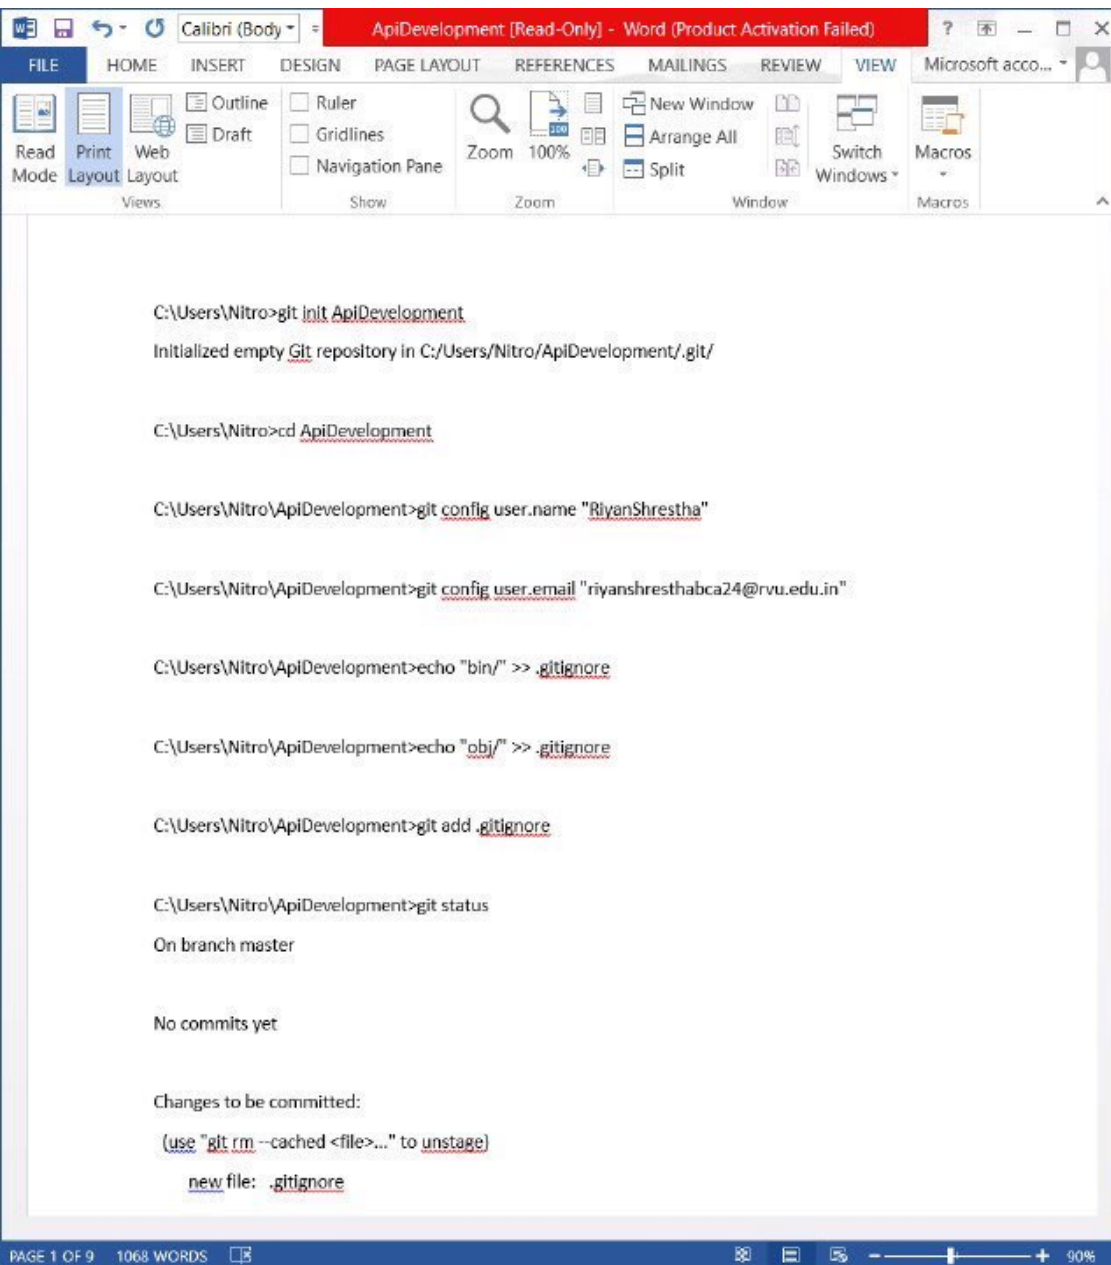 Calibri (Body
ApiDevelopment [Read-Only] - Word (Product Activation Failed)
?
FILE HOME INSERT DESIGN PAGE LAYOUT REFERENCES MAILINGS REVIEW VIEW Microsoft acco...
Read Mode
Print Layout
Web Layout
Outline
Draft
Views
Ruler
Gridlines
Navigation Pane
Show
Zoom
100
100%
Zoom
New Window
Arrange All
Split
Switch Windows
Window
Macros
Macros
C:\Users\Nitro>git init ApiDevelopment
Initialized empty Git repository in C:/Users/Nitro/ApiDevelopment/.git/
C:\Users\Nitro>cd ApiDevelopment
C:\Users\Nitro\ApiDevelopment>git config user.name "RiyanShrestha"
C:\Users\Nitro\ApiDevelopment>git config user.email "riyanshresthabca24@rvu.edu.in"
C:\Users\Nitro\ApiDevelopment>echo "bin/" >> .gitignore
C:\Users\Nitro\ApiDevelopment>echo "obj/" >> .gitignore
C:\Users\Nitro\ApiDevelopment>git add .gitignore
C:\Users\Nitro\ApiDevelopment>git status
On branch master
No commits yet
Changes to be committed:
(use "git rm --cached <file>..." to unstage)
new file: .gitignore
PAGE 1 OF 9 1068 WORDS 90%